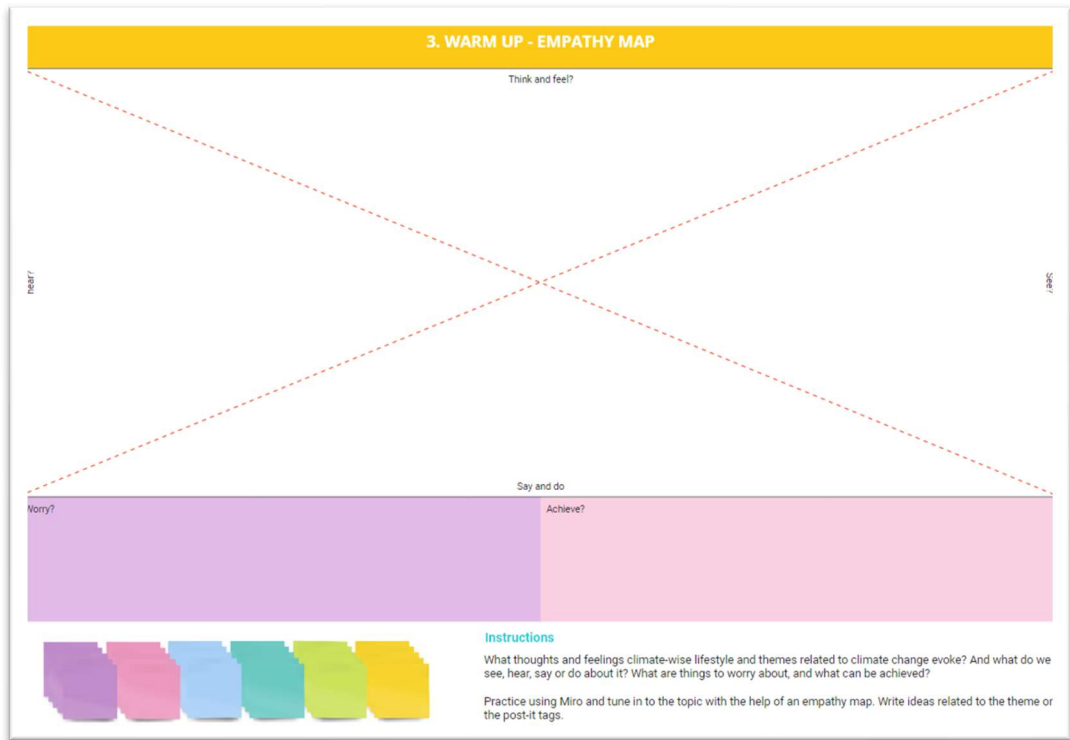 3. WARM UP - EMPATHY MAP
Think and feel?
hear?
See?
Say and do
Worry?
Achieve?
Instructions
What thoughts and feelings climate-wise lifestyle and themes related to climate change evoke? And what do we
see, hear, say or do about it? What are things to worry about, and what can be achieved?
Practice using Miro and tune in to the topic with the help of an empathy map. Write ideas related to the theme or
the post-it tags.